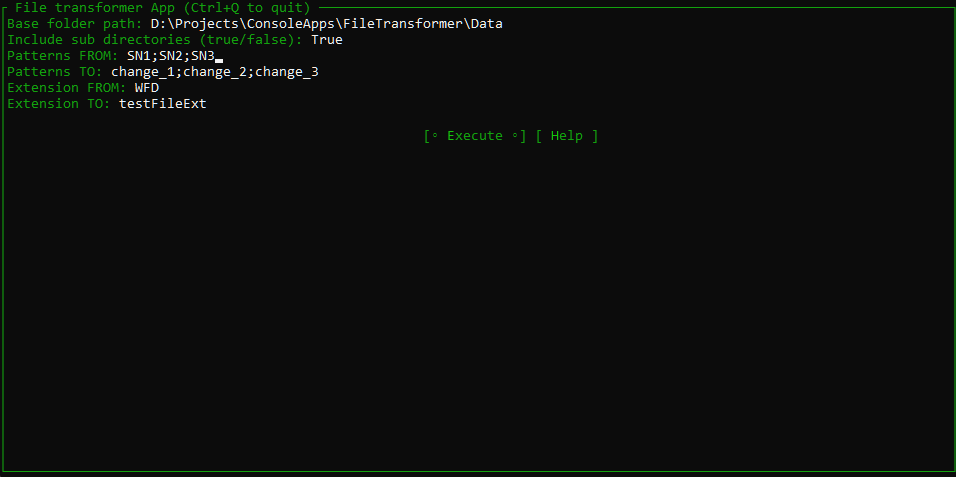 File transformer App (Ctrl+Q to quit)
Base folder path: D:\Projects\ConsoleApps\FileTransformer\Data
Include sub directories (true/false): True
Patterns FROM: SN1;SN2;SN3
Patterns TO: change_1;change_2;change_3
Extension FROM: WFD
Extension TO: testFileExt
[◦ Execute ◦] [ Help ]